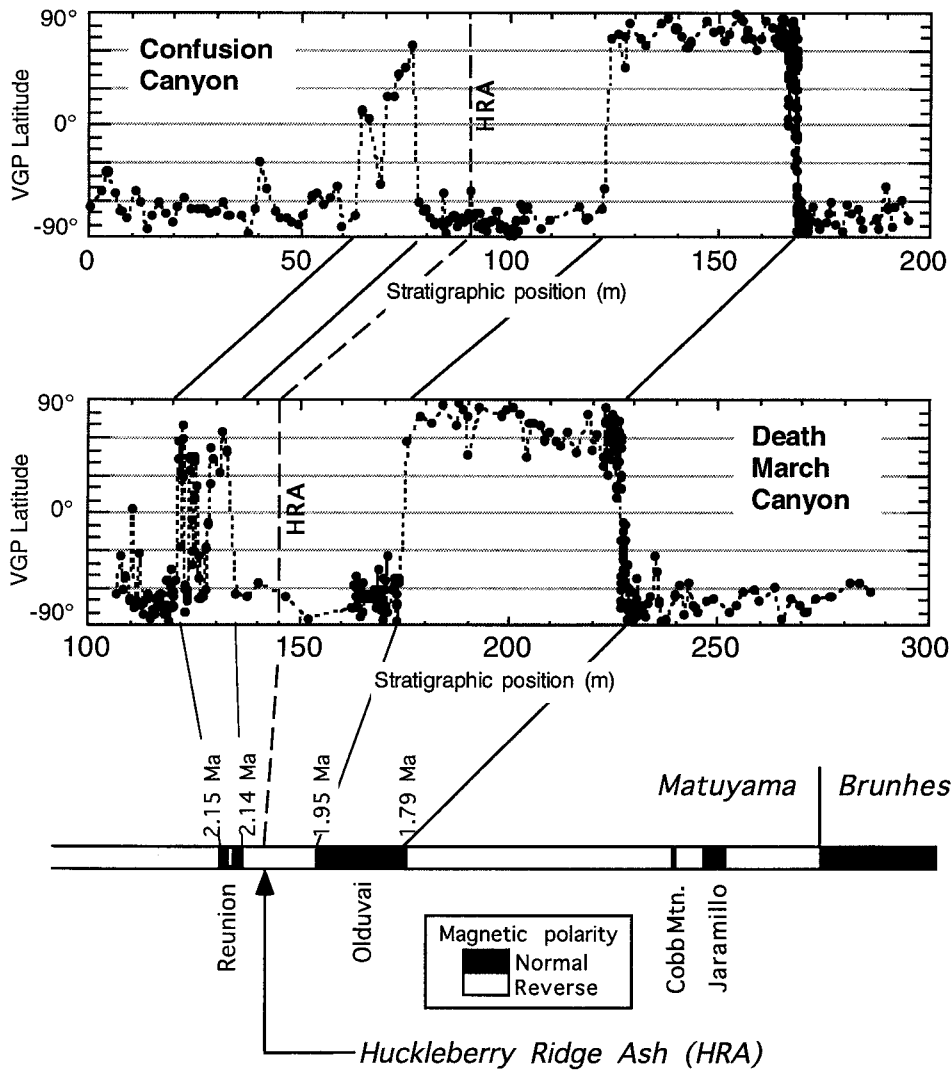 90°
Confusion
Canyon
VGP Latitude
0°
HRA
-90°
0
50
100
150
200
Stratigraphic position (m)
90°
Death
March
Canyon
VGP Latitude
0°
HRA
-90°
100
150
200
250
300
Stratigraphic position (m)
2.15 Ma
2.14 Ma
1.95 Ma
1.79 Ma
Matuyama
Brunhes
Reunion
Olduvai
Cobb Mtn.
Jaramillo
Magnetic polarity
Normal
Reverse
Huckleberry Ridge Ash (HRA)